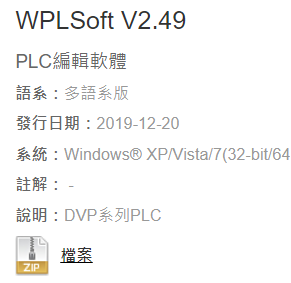 WPLSoft V2.49
PLC編輯軟體
語系：多語系版
發行日期：2019-12-20
系統：Windows® XP/Vista/7(32-bit/64
註解： -
說明：DVP系列PLC
ZIP
檔案